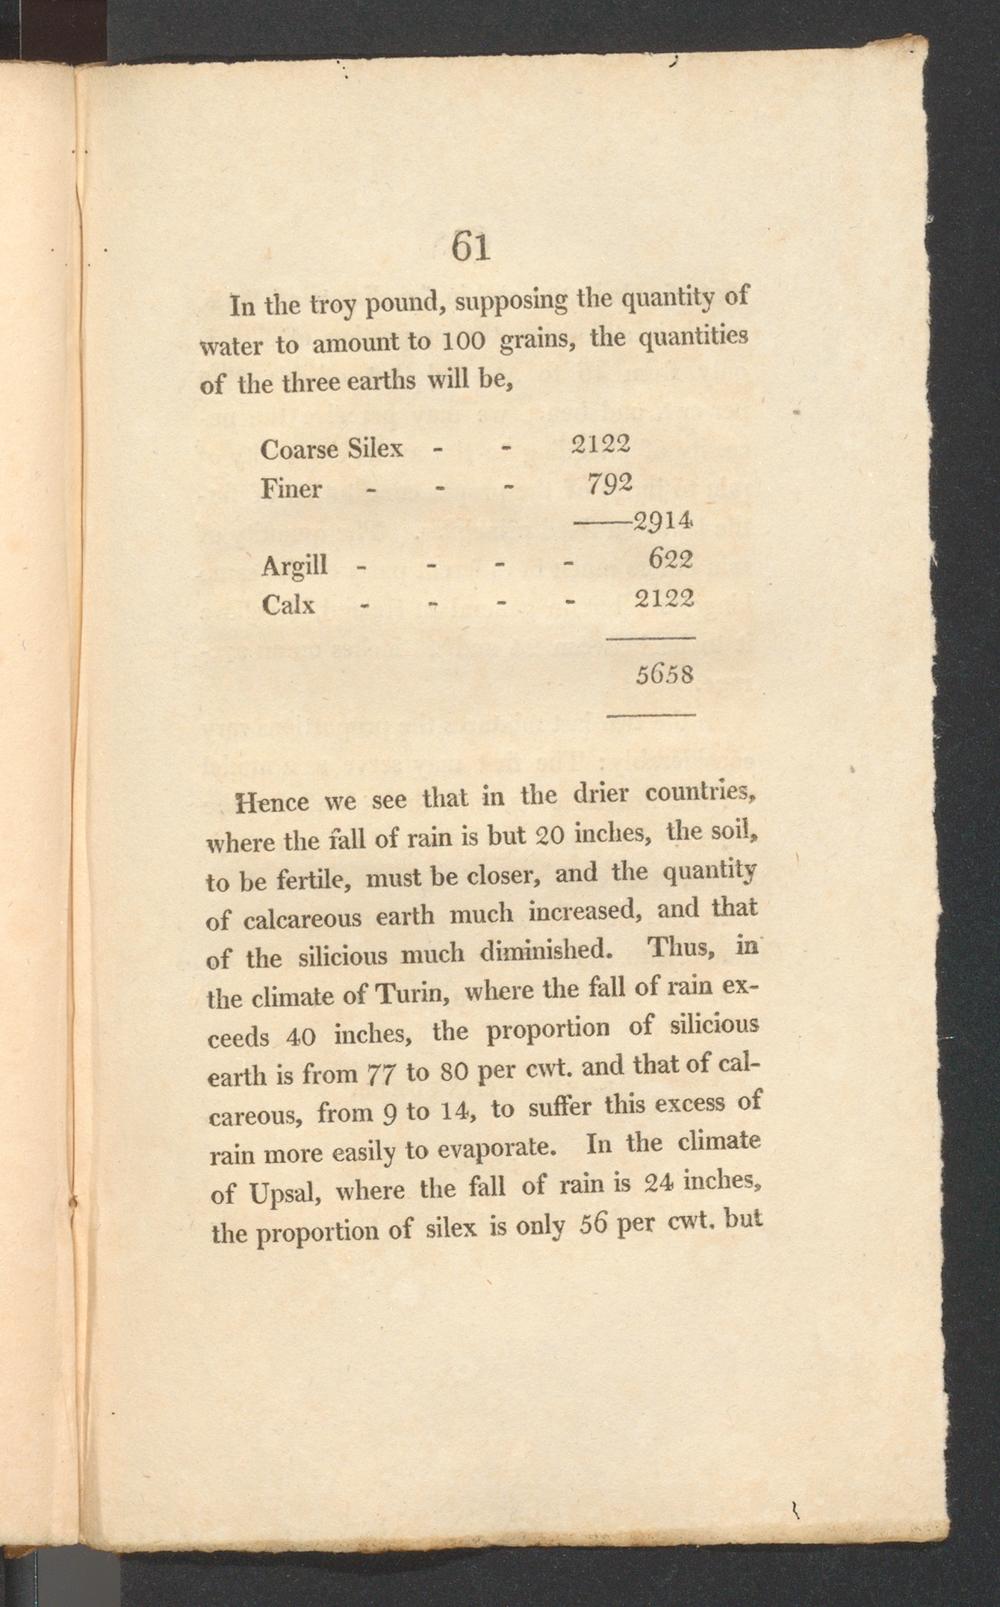 61
In the troy pound, supposing the quantity of
water to amount to 100 grains, the quantities
of the three earths will be,
Coarse Silex - - 2122
Finer - - - 792
——2914
Argill - - - - 622
Calx - - - - 2122
5658
Hence we see that in the drier countries,
where the fall of rain is but 20 inches, the soil,
to be fertile, must be closer, and the quantity
of calcareous earth much increased, and that
of the silicious much diminished. Thus, in
the climate of Turin, where the fall of rain ex-
ceeds 40 inches, the proportion of silicious
earth is from 77 to 80 per cwt. and that of cal-
careous, from 9 to 14, to suffer this excess of
rain more easily to evaporate. In the climate
of Upsal, where the fall of rain is 24 inches,
the proportion of silex is only 56 per cwt. but